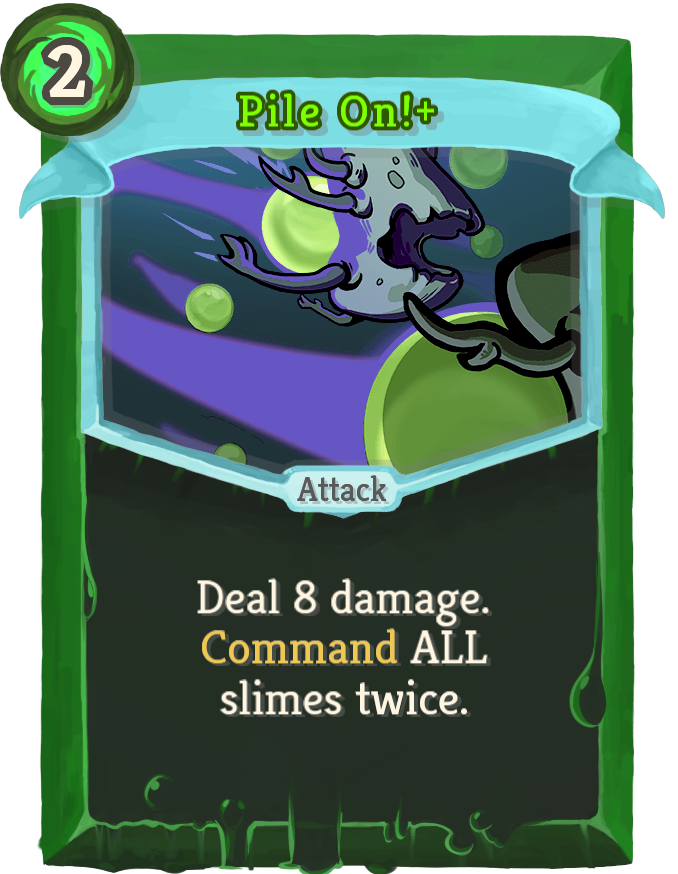 2
Pile On!+
Attack
Deal 8 damage.
Command ALL
slimes twice.